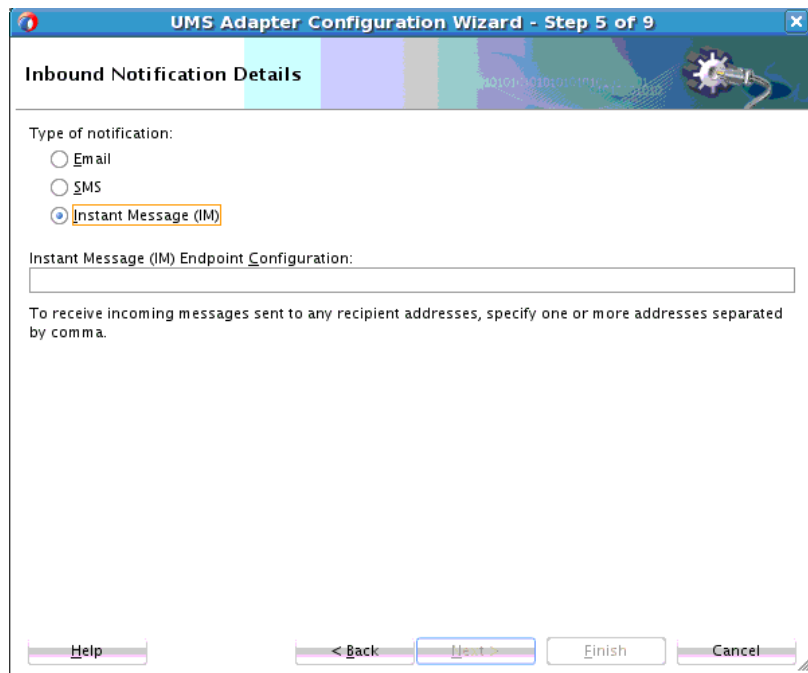 UMS Adapter Configuration Wizard - Step 5 of 9
Inbound Notification Details
Type of notification:
Email
SMS
Instant Message (IM)
Instant Message (IM) Endpoint Configuration:
To receive incoming messages sent to any recipient addresses, specify one or more addresses separated
by comma.
Help
< Back
Next >
Finish
Cancel